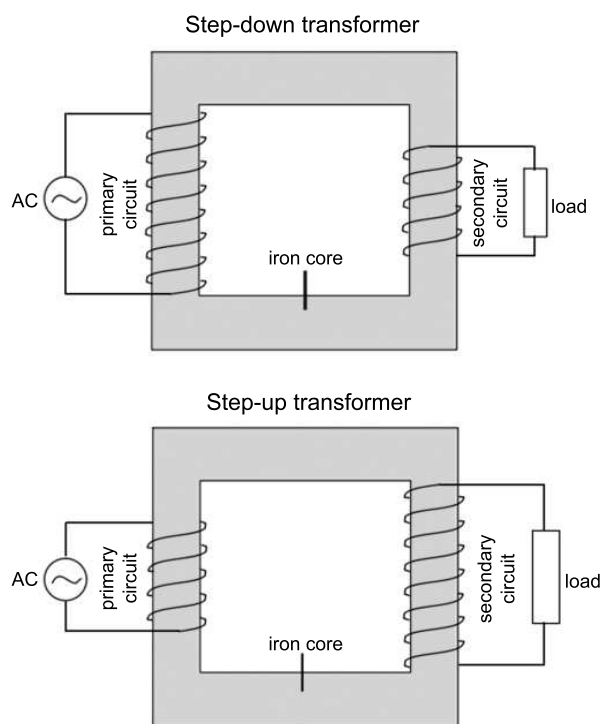 Step-down transformer
AC
primary
circuit
iron core
secondary
circuit
load
Step-up transformer
AC
primary
circuit
iron core
secondary
circuit
load